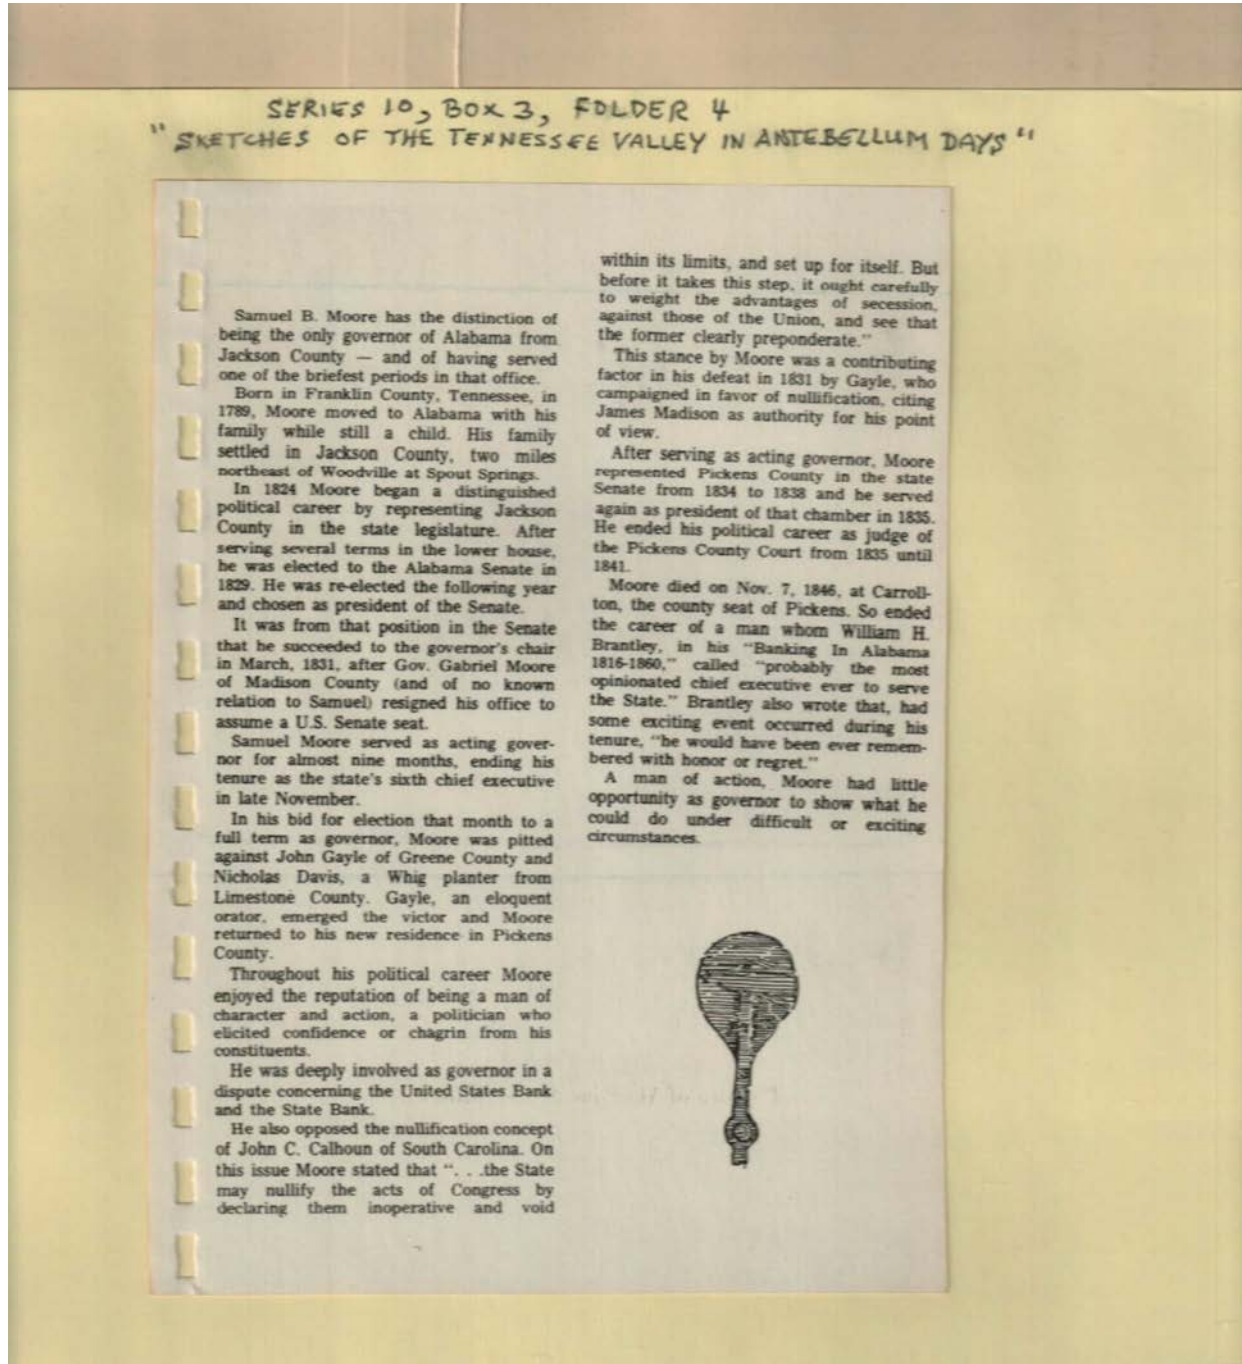 SERIES 10, BOX 3, FOLDER 4
"SKETCHES OF THE TENNESSEE VALLEY IN ANTEBELLUM DAYS"
Samuel B. Moore has the distinction of
being the only governor of Alabama from
Jackson County — and of having served
one of the briefest periods in that office.
Born in Franklin County, Tennessee, in
1789, Moore moved to Alabama with his
family while still a child. His family
settled in Jackson County, two miles
northeast of Woodville at Spout Springs.
In 1824 Moore began a distinguished
political career by representing Jackson
County in the state legislature. After
serving several terms in the lower house,
he was elected to the Alabama Senate in
1829. He was re-elected the following year
and chosen as president of the Senate.
It was from that position in the Senate
that he succeeded to the governor's chair
in March, 1831, after Gov. Gabriel Moore
of Madison County (and of no known
relation to Samuel) resigned his office to
assume a U.S. Senate seat.
Samuel Moore served as acting gover-
nor for almost nine months, ending his
tenure as the state's sixth chief executive
in late November.
In his bid for election that month to a
full term as governor, Moore was pitted
against John Gayle of Greene County and
Nicholas Davis, a Whig planter from
Limestone County. Gayle, an eloquent
orator, emerged the victor and Moore
returned to his new residence in Pickens
County.
Throughout his political career Moore
enjoyed the reputation of being a man of
character and action, a politician who
elicited confidence or chagrin from his
constituents.
He was deeply involved as governor in a
dispute concerning the United States Bank
and the State Bank.
He also opposed the nullification concept
of John C. Calhoun of South Carolina. On
this issue Moore stated that ". . .the State
may nullify the acts of Congress by
declaring them inoperative and void
within its limits, and set up for itself. But
before it takes this step, it ought carefully
to weight the advantages of secession,
against those of the Union, and see that
the former clearly preponderate."
This stance by Moore was a contributing
factor in his defeat in 1831 by Gayle, who
campaigned in favor of nullification, citing
James Madison as authority for his point
of view.
After serving as acting governor, Moore
represented Pickens County in the state
Senate from 1834 to 1838 and he served
again as president of that chamber in 1835.
He ended his political career as judge of
the Pickens County Court from 1835 until
1841.
Moore died on Nov. 7, 1846, at Carroll-
ton, the county seat of Pickens. So ended
the career of a man whom William H.
Brantley, in his "Banking In Alabama
1816-1860," called "probably the most
opinionated chief executive ever to serve
the State." Brantley also wrote that, had
some exciting event occurred during his
tenure, "he would have been ever remem-
bered with honor or regret."
A man of action, Moore had little
opportunity as governor to show what he
could do under difficult or exciting
circumstances.